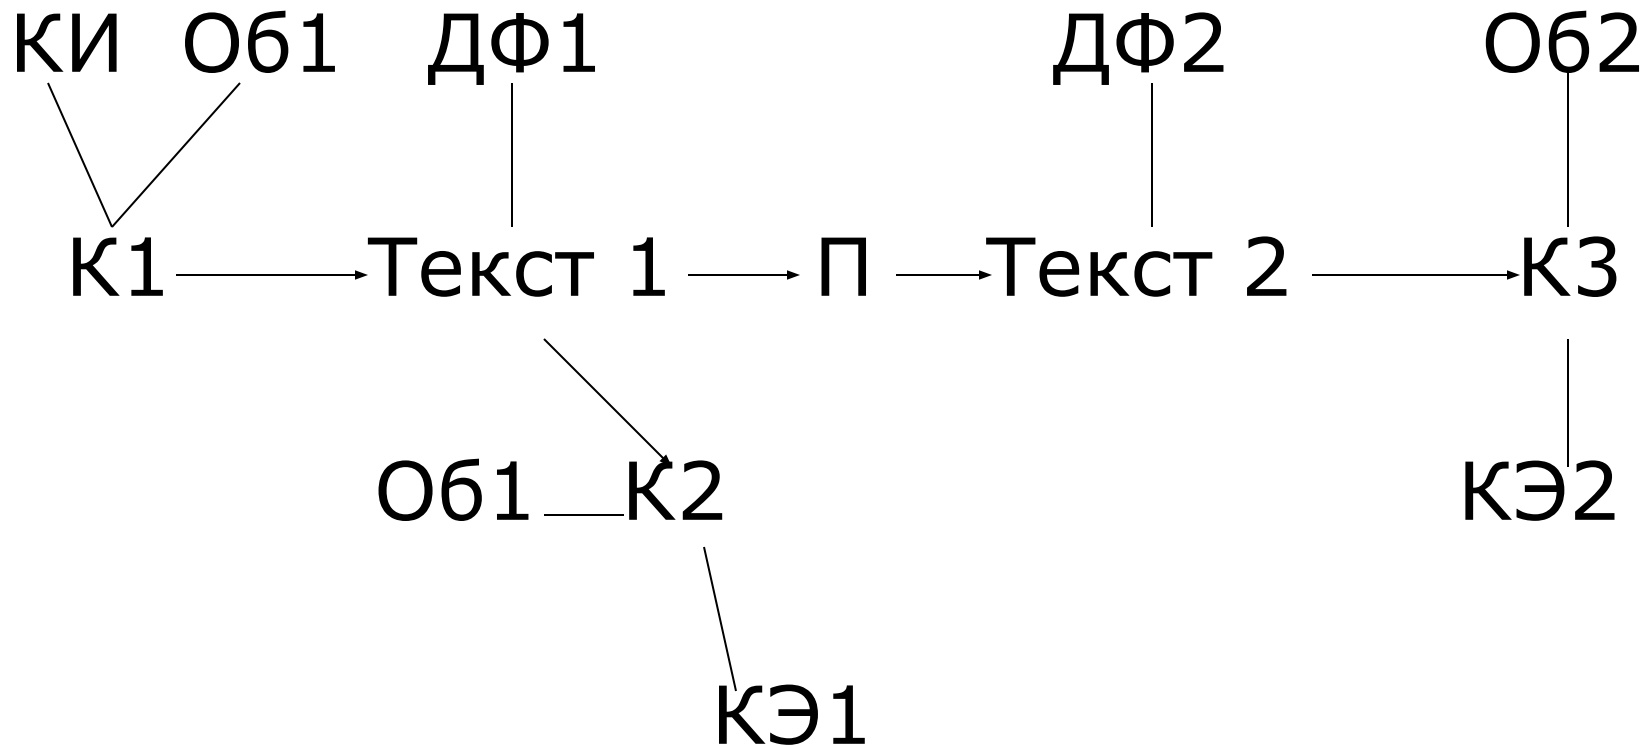 КИ Об1 ДФ1 ДФ2 Об2
К1 Текст 1 П Текст 2 К3
Об1 К2 КЭ2
КЭ1